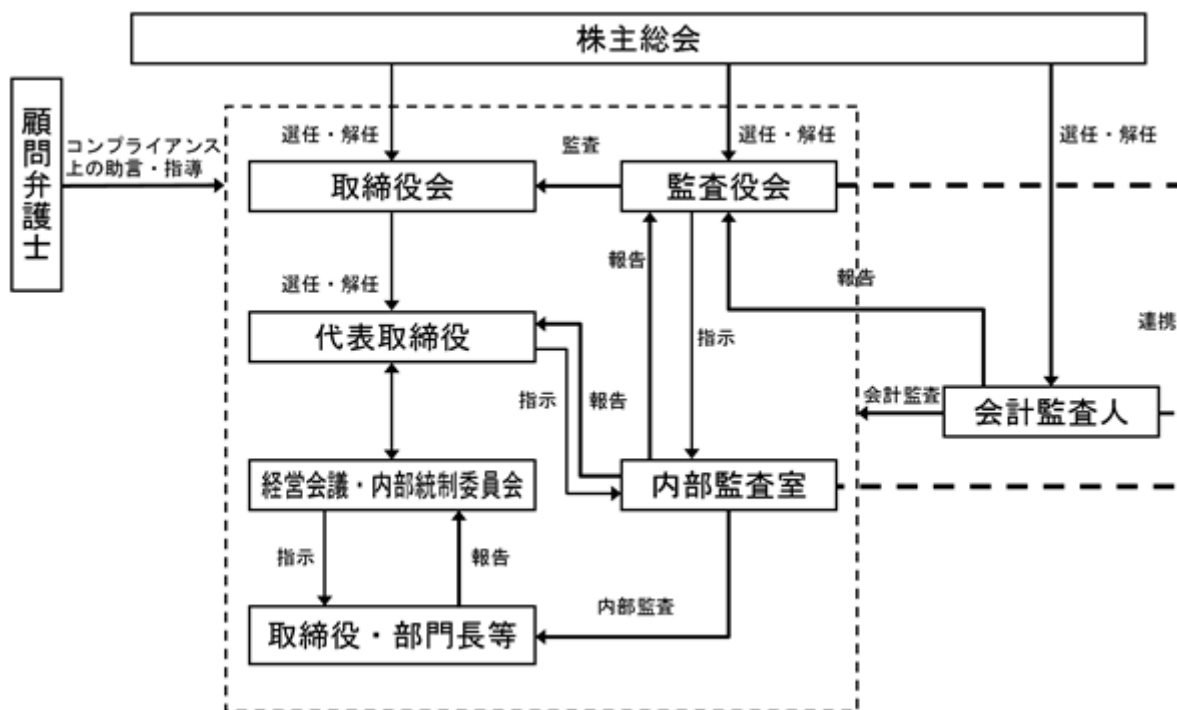 株主総会
顧問弁護士
コンプライアンス
上の助言・指導
選任・解任
監査
選任・解任
選任・解任
取締役会
監査役会
報告
報告
選任・解任
代表取締役
指示
連携
指示
報告
会計監査
会計監査人
経営会議・内部統制委員会
内部監査室
指示
報告
内部監査
取締役・部門長等